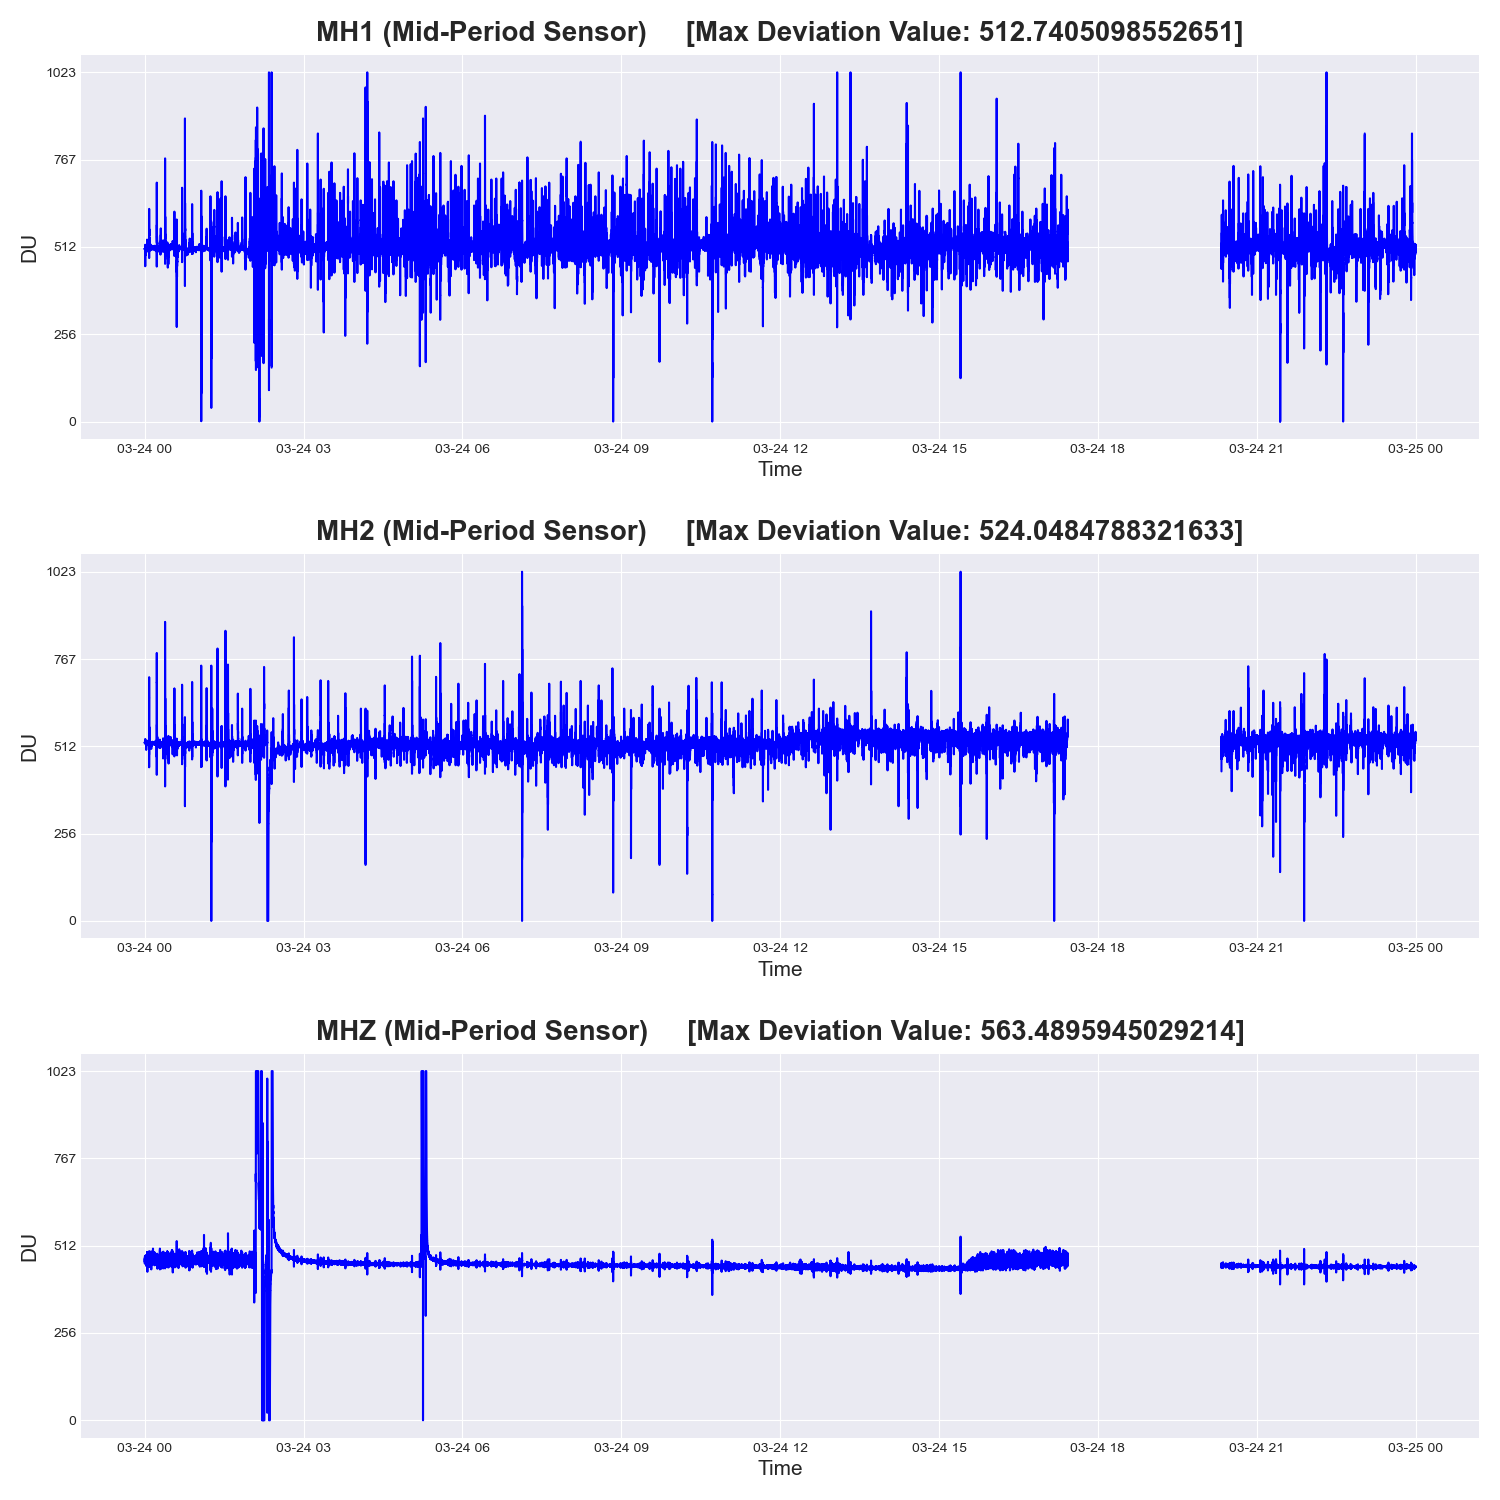 MH1 (Mid-Period Sensor) [Max Deviation Value: 512.7405098552651]
1023
767
512
256
0
DU
03-24 00 03-24 03 03-24 06 03-24 09 03-24 12 03-24 15 03-24 18 03-24 21 03-25 00
Time
MH2 (Mid-Period Sensor) [Max Deviation Value: 524.0484788321633]
1023
767
512
256
0
DU
03-24 00 03-24 03 03-24 06 03-24 09 03-24 12 03-24 15 03-24 18 03-24 21 03-25 00
Time
MHZ (Mid-Period Sensor) [Max Deviation Value: 563.4895945029214]
1023
767
512
256
0
DU
03-24 00 03-24 03 03-24 06 03-24 09 03-24 12 03-24 15 03-24 18 03-24 21 03-25 00
Time